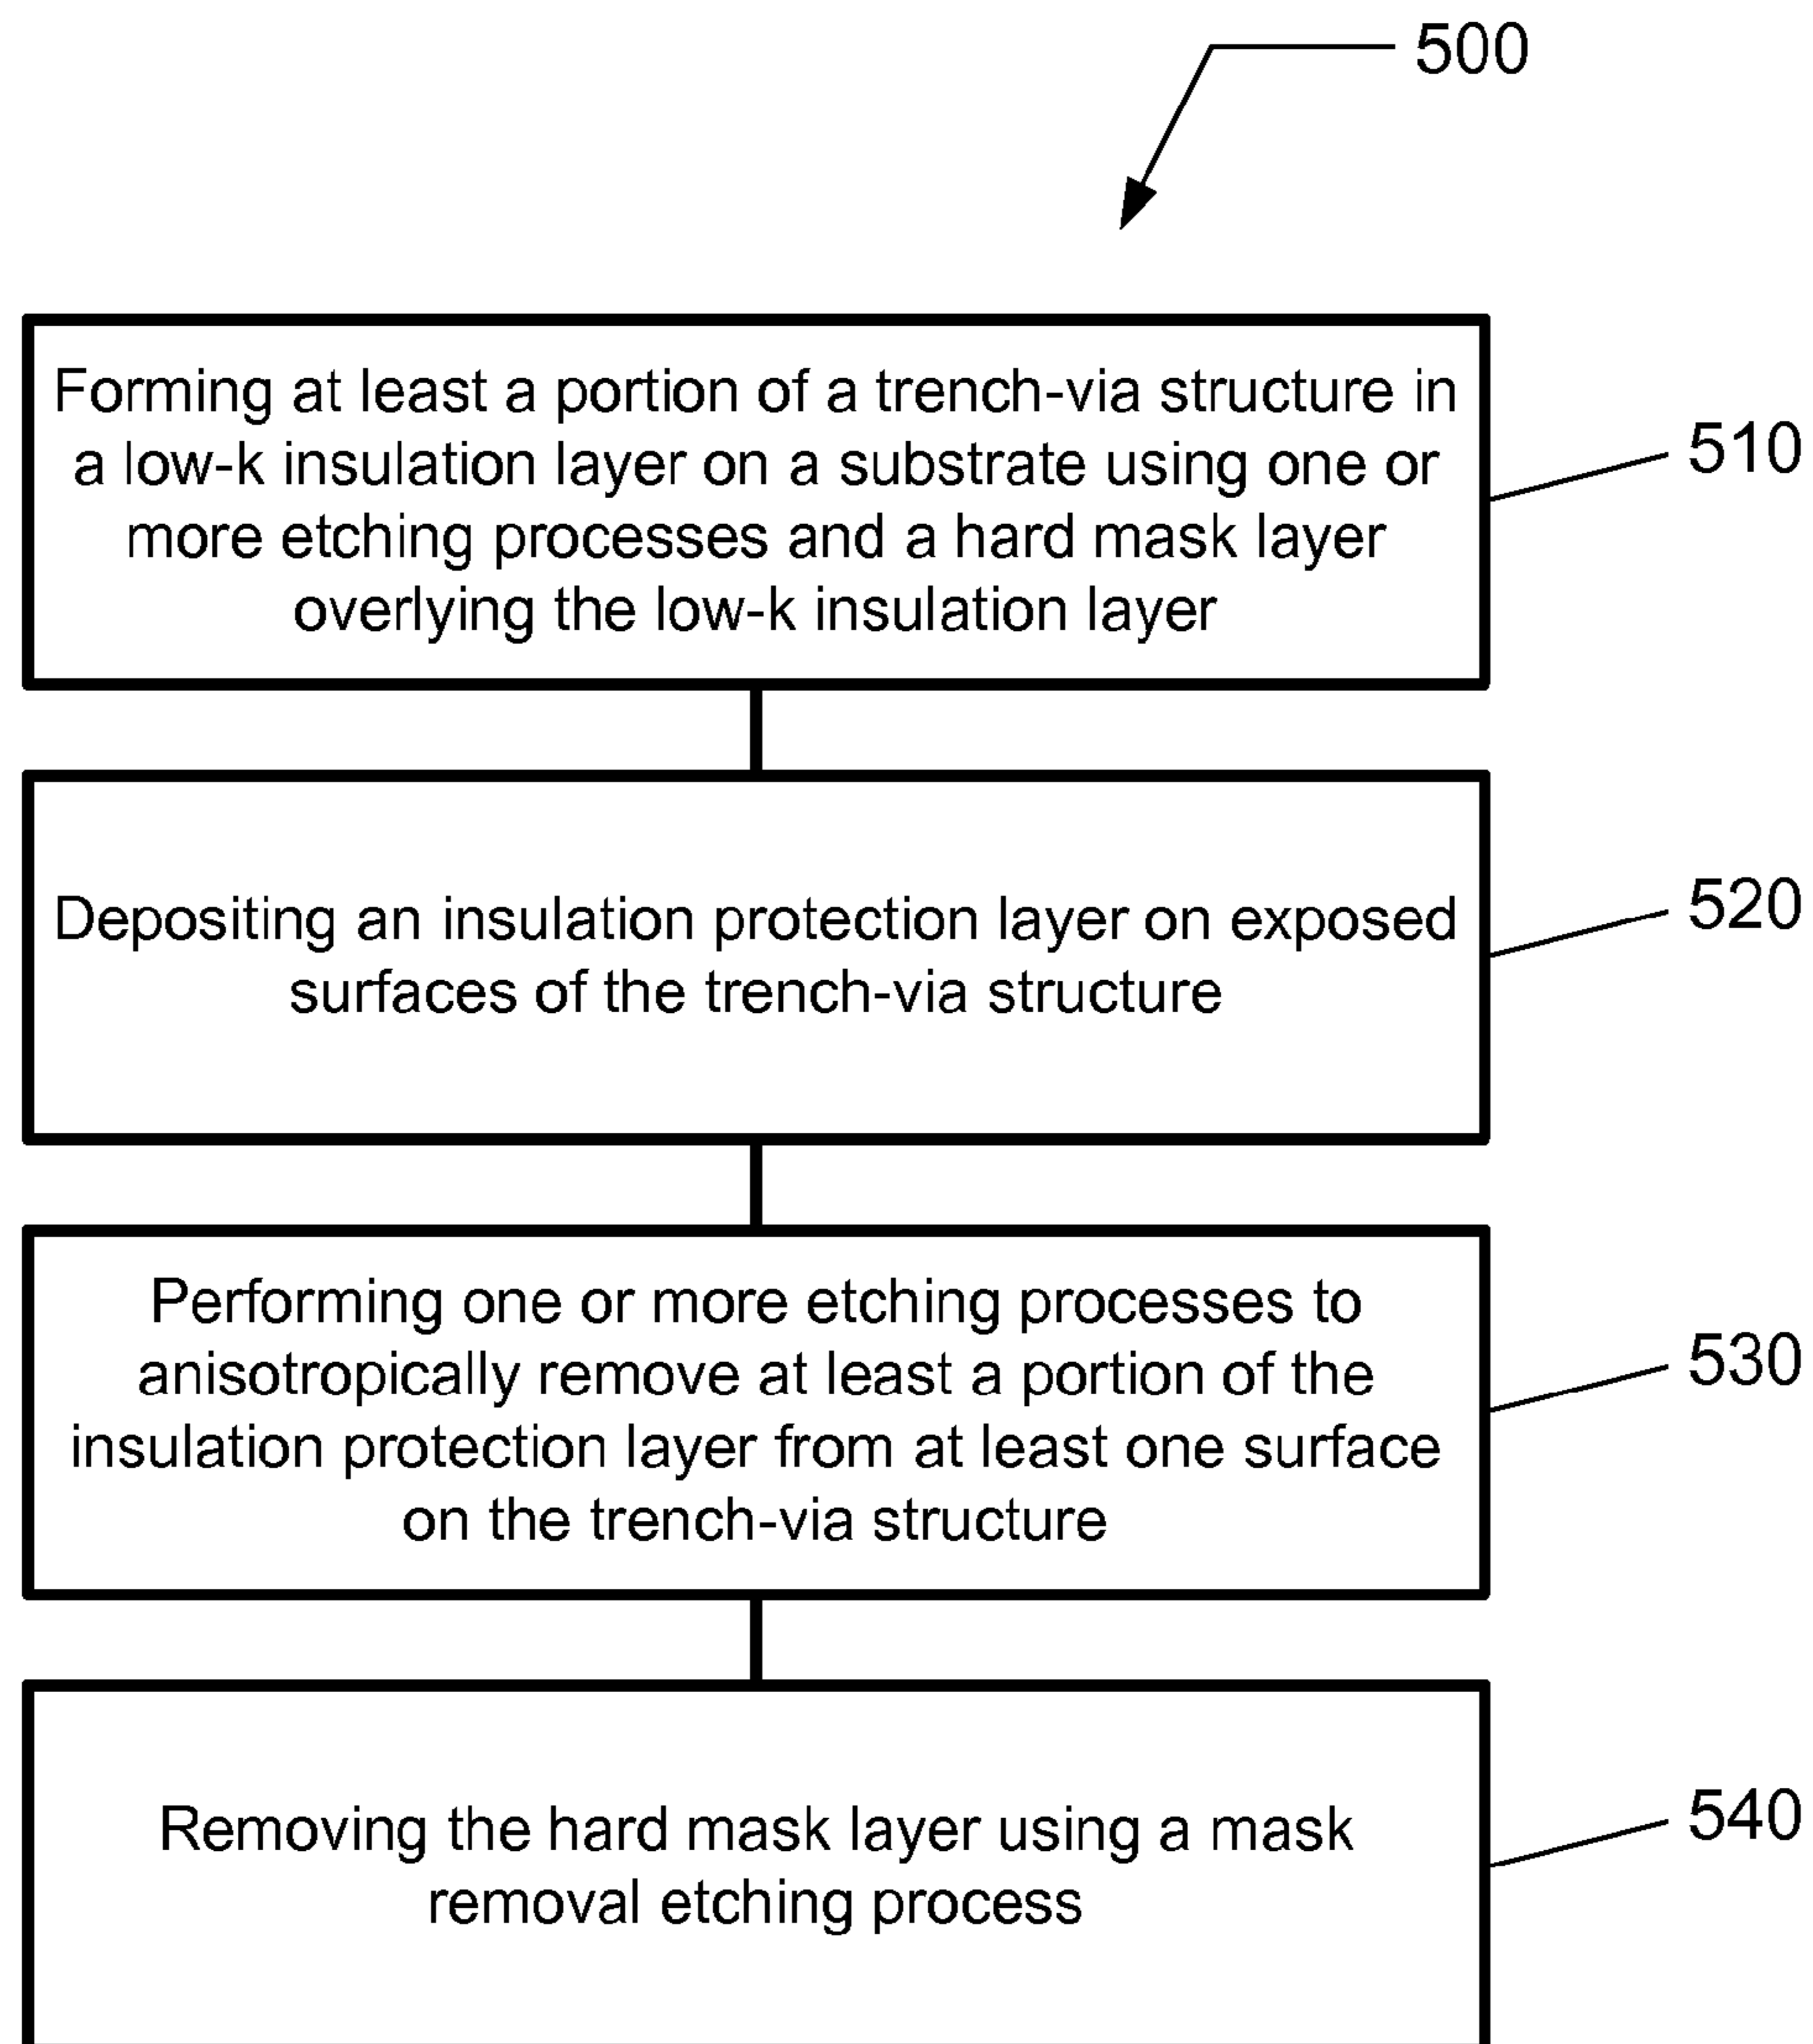 500
Forming at least a portion of a trench-via structure in
a low-k insulation layer on a substrate using one or
more etching processes and a hard mask layer
overlying the low-k insulation layer
510
Depositing an insulation protection layer on exposed
surfaces of the trench-via structure
520
Performing one or more etching processes to
anisotropically remove at least a portion of the
insulation protection layer from at least one surface
on the trench-via structure
530
Removing the hard mask layer using a mask
removal etching process
540